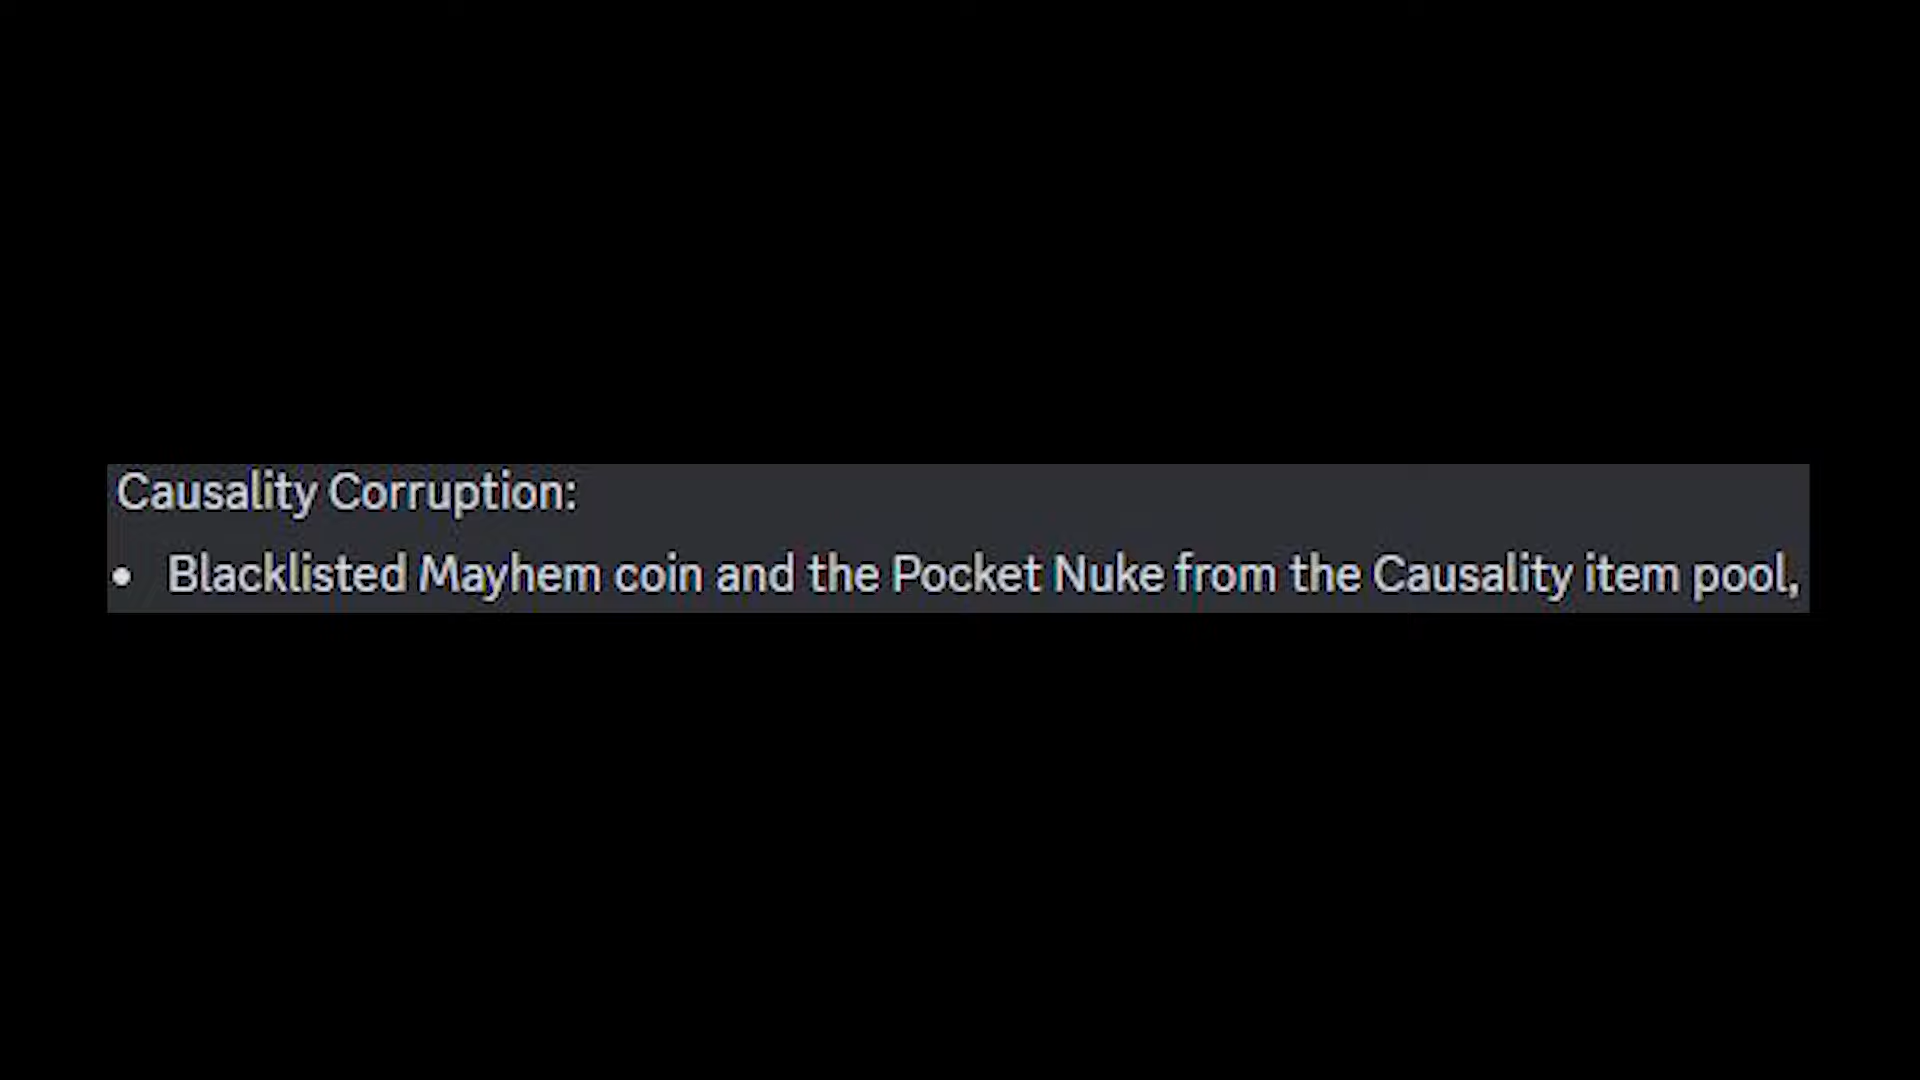 Causality Corruption:
• Blacklisted Mayhem coin and the Pocket Nuke from the Causality item pool,